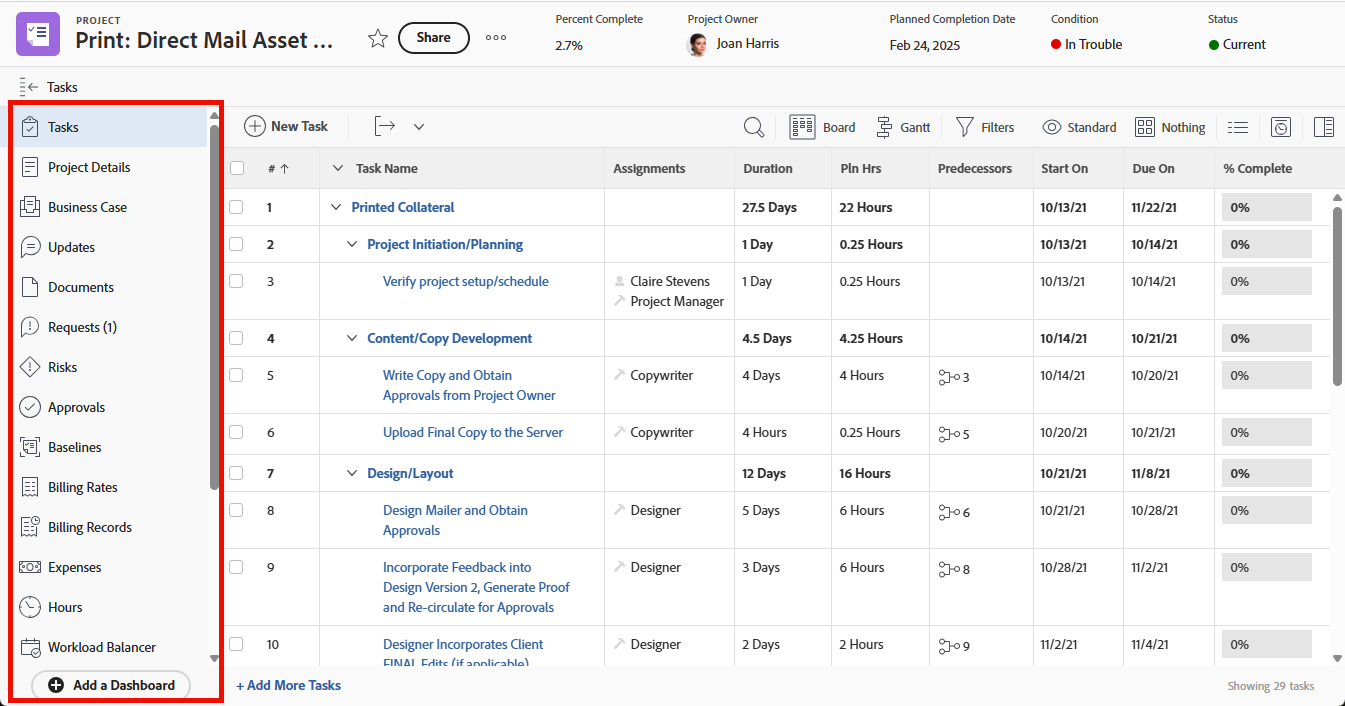 PROJECT
Print: Direct Mail Asset ...
Share
Percent Complete
2.7%
Project Owner
Joan Harris
Planned Completion Date
Feb 24, 2025
Condition
In Trouble
Status
Current
Tasks
Tasks
Project Details
Business Case
Updates
Documents
Requests (1)
Risks
Approvals
Baselines
Billing Rates
Billing Records
Expenses
Hours
Workload Balancer
Add a Dashboard
New Task
Board
Gantt
Filters
Standard
Nothing
# Task Name Assignments Duration Pln Hrs Predecessors Start On Due On % Complete
1 Printed Collateral 27.5 Days 22 Hours 10/13/21 11/22/21 0%
2 Project Initiation/Planning 1 Day 0.25 Hours 10/13/21 10/14/21 0%
3 Verify project setup/schedule Claire Stevens 1 Day 0.25 Hours 10/13/21 10/14/21 0%
Project Manager
4 Content/Copy Development 4.5 Days 4.25 Hours 10/14/21 10/21/21 0%
5 Write Copy and Obtain Copywriter 4 Days 4 Hours 3 10/14/21 10/20/21 0%
Approvals from Project Owner
6 Upload Final Copy to the Server Copywriter 4 Hours 0.25 Hours 5 10/20/21 10/21/21 0%
7 Design/Layout 12 Days 16 Hours 10/21/21 11/8/21 0%
8 Design Mailer and Obtain Designer 5 Days 6 Hours 6 10/21/21 10/28/21 0%
Approvals
9 Incorporate Feedback into Designer 3 Days 6 Hours 8 10/28/21 11/2/21 0%
Design Version 2, Generate Proof
and Re-circulate for Approvals
10 Designer Incorporates Client Designer 2 Days 2 Hours 9 11/2/21 11/4/21 0%
FINAL Edits (if applicable)
+ Add More Tasks
Showing 29 tasks